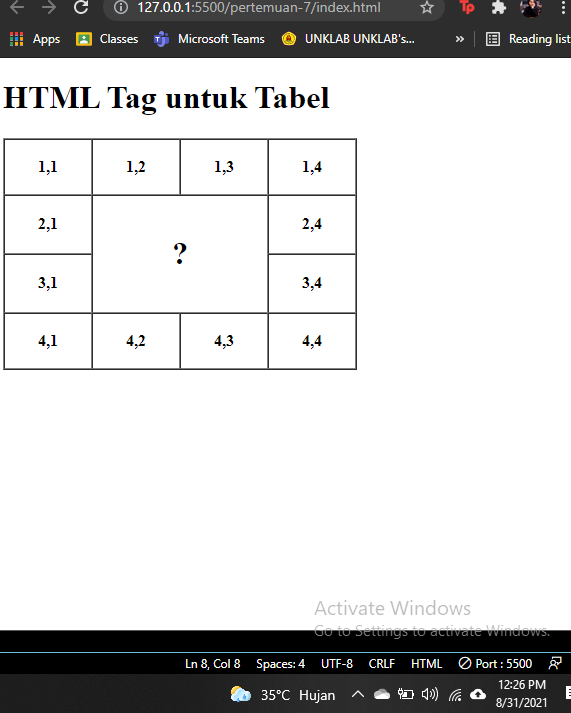 127.0.0.1:5500/pertemuan-7/index.html
Apps Classes Microsoft Teams UNKLAB UNKLAB's... » Reading list
HTML Tag untuk Tabel
1,1 1,2 1,3 1,4
2,1 2,4
?
3,1 3,4
4,1 4,2 4,3 4,4
Activate Windows
Go to Settings to activate Windows.
Ln 8, Col 8 Spaces: 4 UTF-8 CRLF HTML Port : 5500
12:26 PM
35°C Hujan
8/31/2021